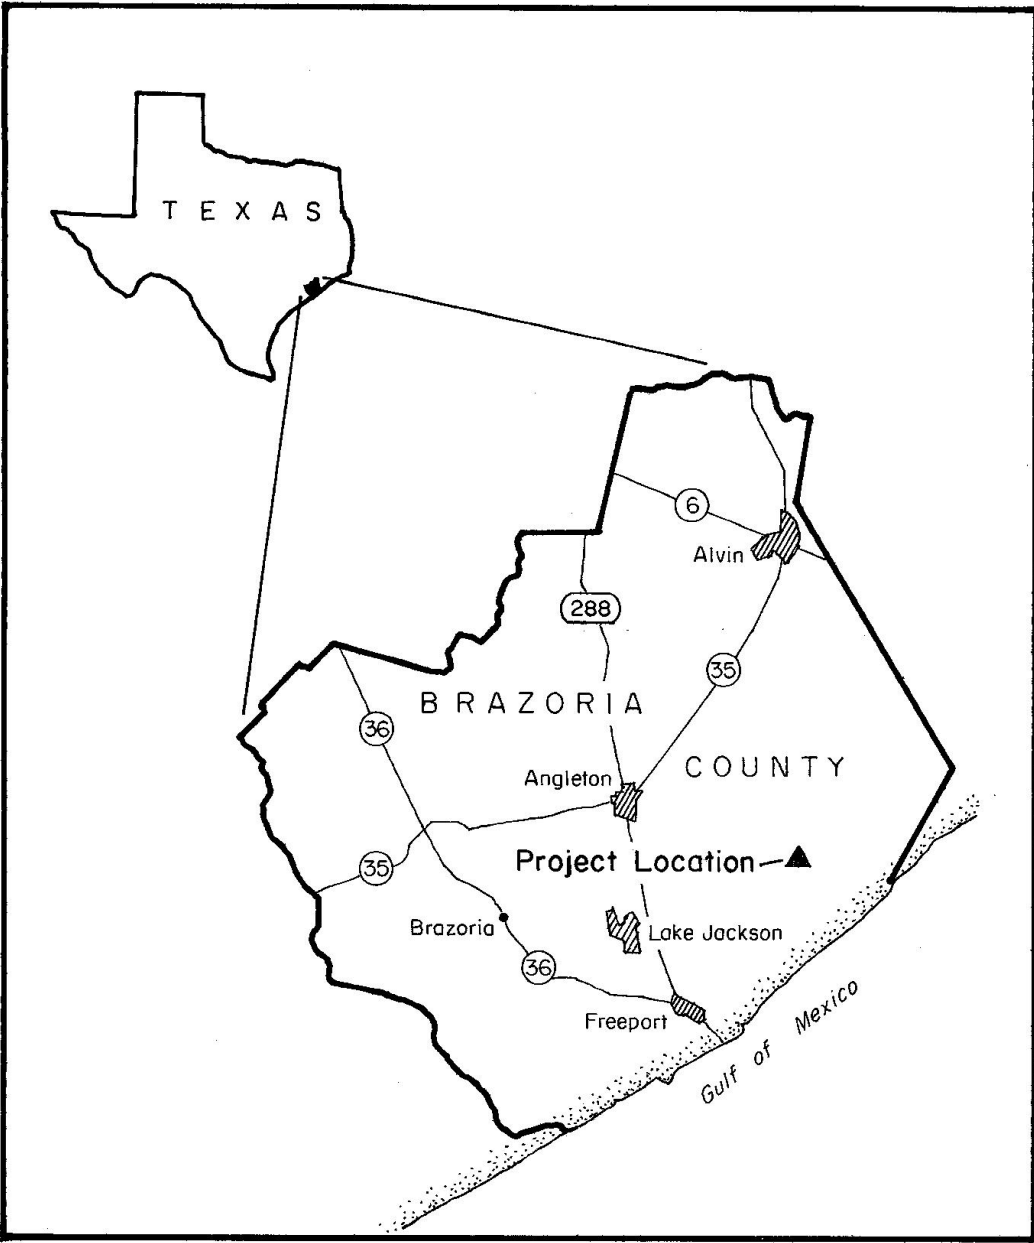 TEXAS
6
Alvin
288
35
BRAZORIA
36
COUNTY
Angleton
Project Location
35
Brazoria
Lake Jackson
36
Freeport
Gulf of Mexico